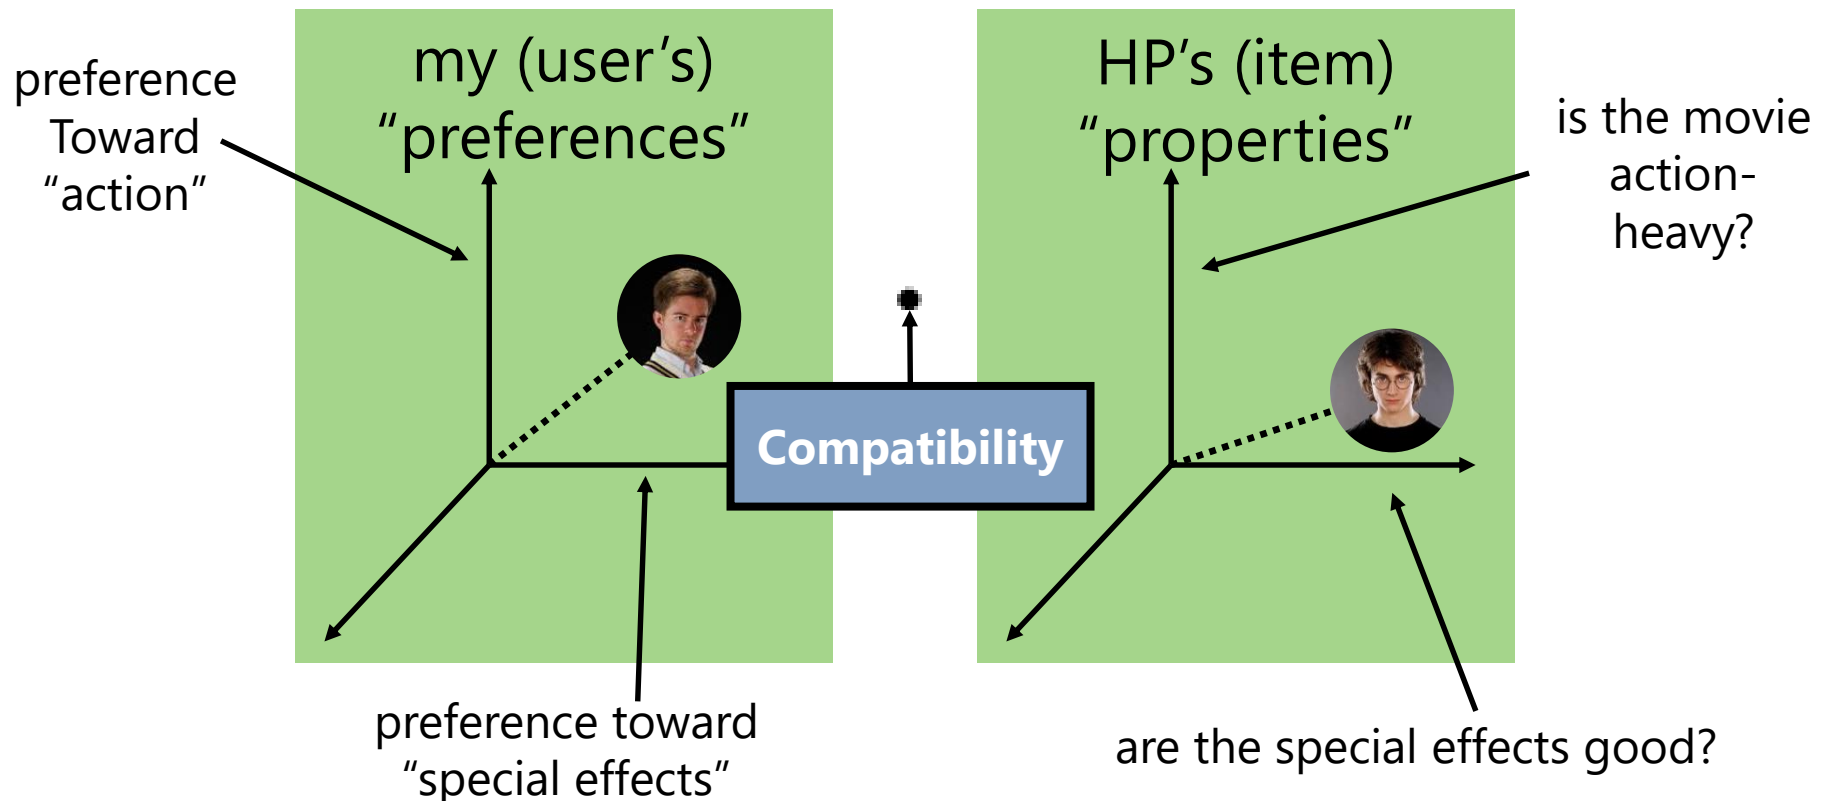 preference
Toward
“action”
my (user’s)
“preferences”
HP’s (item)
“properties”
is the movie
action-
heavy?
Compatibility
preference toward
“special effects”
are the special effects good?